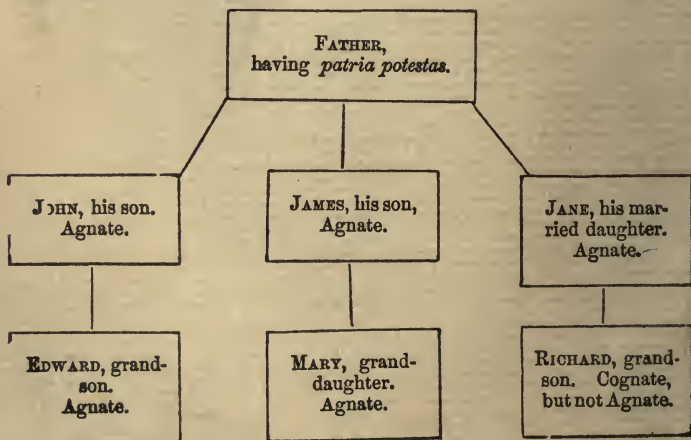 FATHER,
having patria potestas.
JOHN, his son.
Agnate.
JAMES, his son,
Agnate.
JANE, his mar-
ried daughter.
Agnate.
EDWARD, grand-
son.
Agnate.
MARY, grand-
daughter.
Agnate.
RICHARD, grand-
son. Cognate,
but not Agnate.